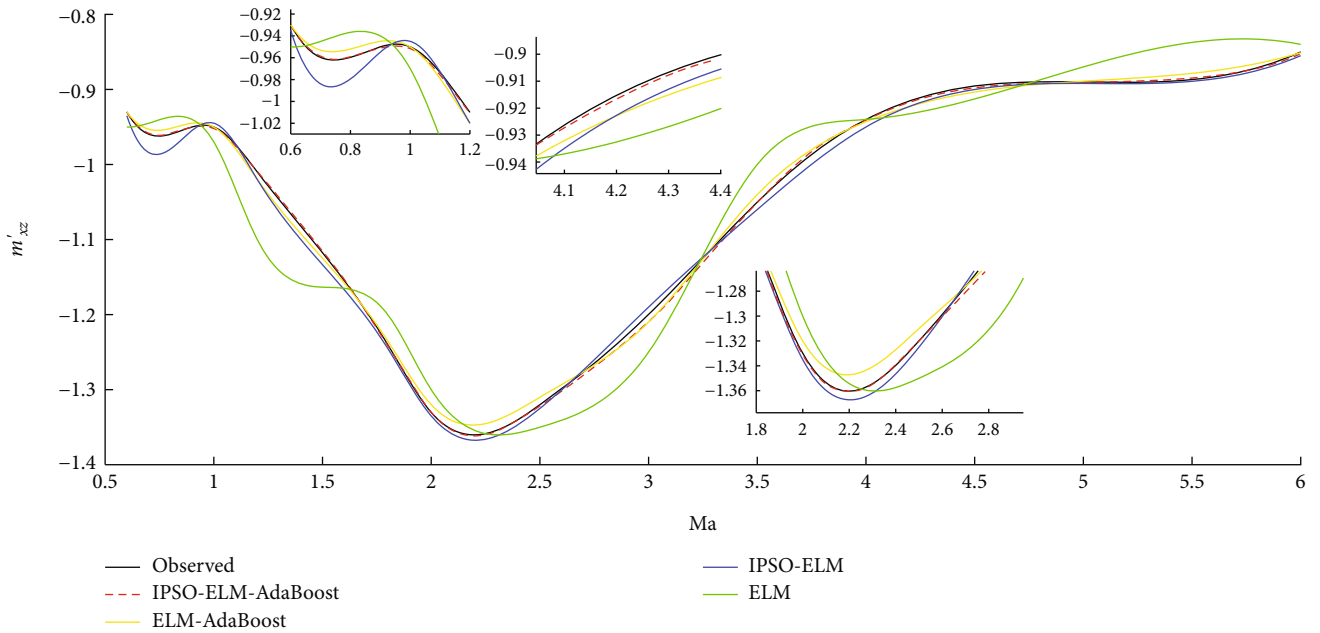 −0.8
−0.9
−1
−1.1
−1.2
−1.3
−1.4
m′xz
0.5 1 1.5 2 2.5 3 3.5 4 4.5 5 5.5 6
Ma
−0.92
−0.94
−0.96
−0.98
−1
−1.02
0.6 0.8 1 1.2
−0.9
−0.91
−0.92
−0.93
−0.94
4.1 4.2 4.3 4.4
−1.28
−1.3
−1.32
−1.34
−1.36
1.8 2 2.2 2.4 2.6 2.8
Observed
IPSO-ELM-AdaBoost
ELM-AdaBoost
IPSO-ELM
ELM